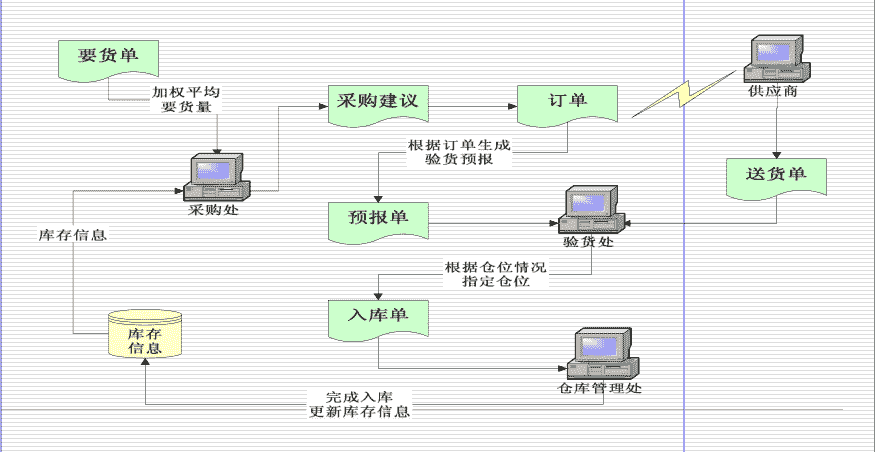 要货单
加权平均
要货量
采购建议
订单
供应商
根据订单生成
验货预报
送货单
采购处
预报单
库存信息
验货处
根据仓位情况
指定仓位
入库单
库存
信息
仓库管理处
完成入库
更新库存信息